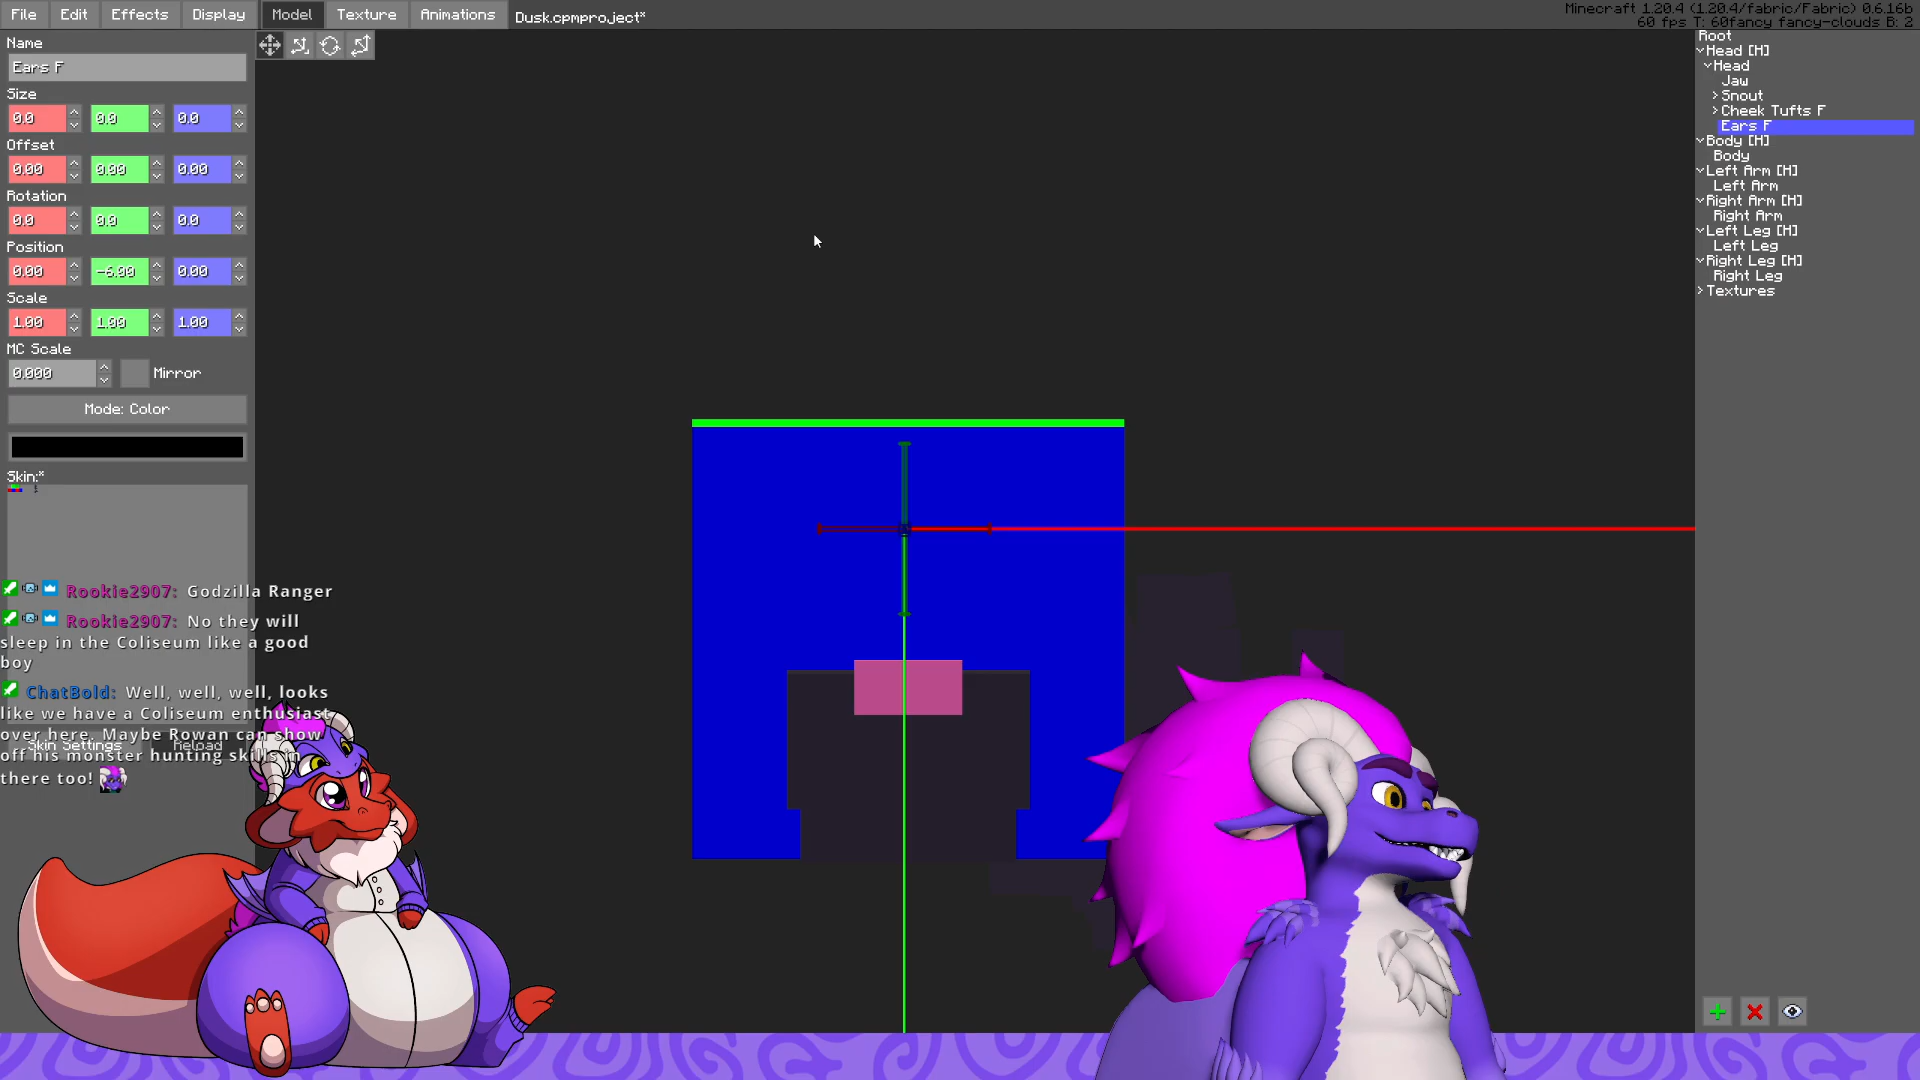 File Edit Effects Display Model Texture Animations Dusk.cpmproject*
Minecraft 1.20.4 (1.20.4/fabric/Fabric) 0.6.16b
60 fps T: 60fancy fancy-clouds B: 2
Name
Ears F
Size
0.0 0.0 0.0
Offset
0.00 0.00 0.00
Rotation
0.0 0.0 0.0
Position
0.00 -6.00 0.00
Scale
1.00 1.00 1.00
MC Scale
0.000 Mirror
Mode: Color
Skin:*
Rookie2907: Godzilla Ranger
Rookie2907: No they will
sleep in the Coliseum like a good
boy
ChatBold: Well, well, well, looks
like we have a Coliseum enthusiast
over here. Maybe Rowan can show
off his monster hunting skills in
there too!
Skin Settings Reload
Root
Head [H]
Head
Jaw
Snout
Cheek Tufts F
Ears F
Body [H]
Body
Left Arm [H]
Left Arm
Right Arm [H]
Right Arm
Left Leg [H]
Left Leg
Right Leg [H]
Right Leg
Textures